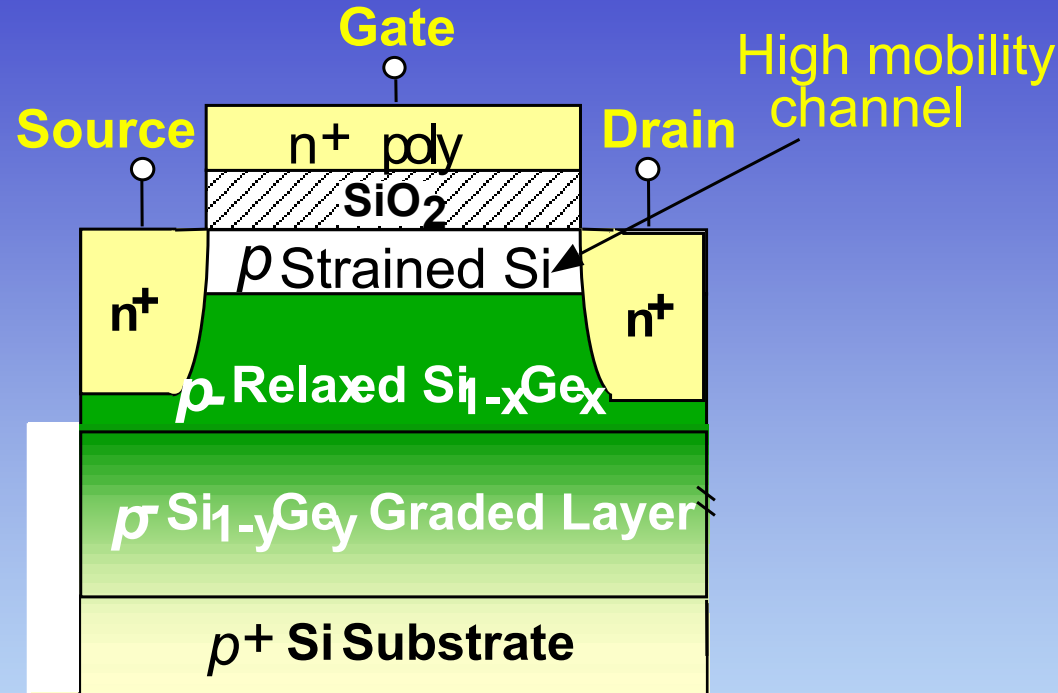 Gate
High mobility
channel
Source
Drain
n+ poly
SiO2
p Strained Si
n+
n+
p- Relaxed Si1-xGex
p- Si1-yGey Graded Layer
p+ Si Substrate